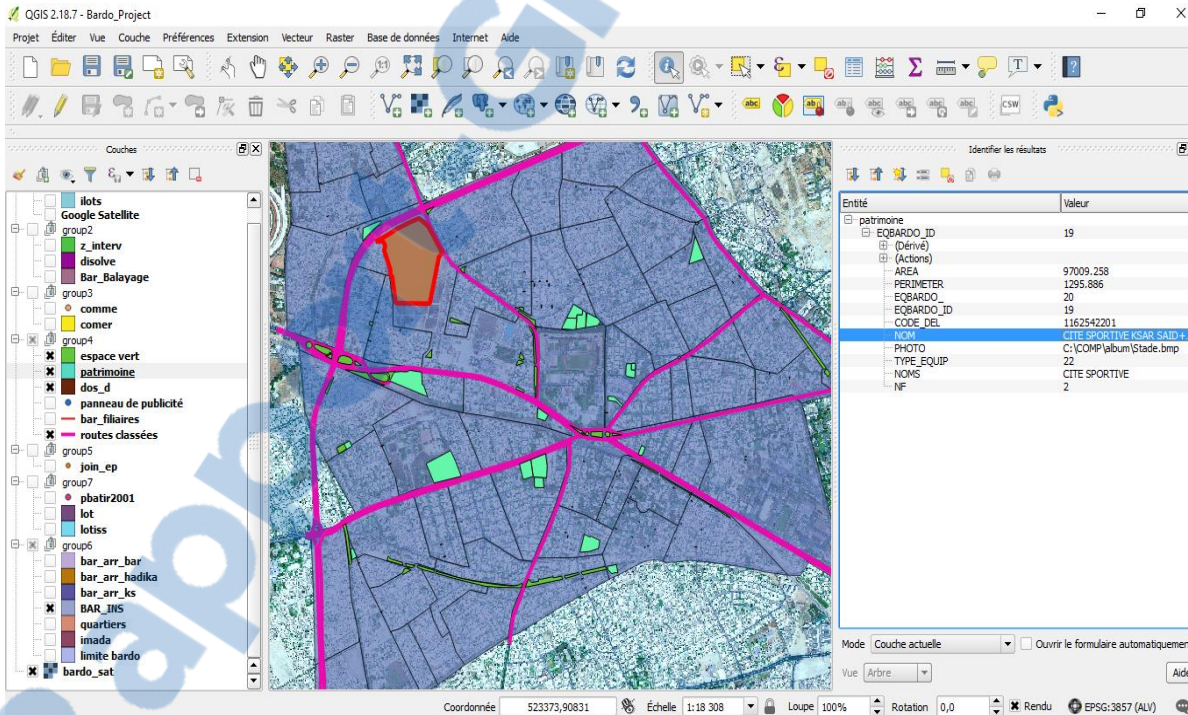 QGIS 2.18.7 - Bardo_Project
Projet Éditer Vue Couche Préférences Extension Vecteur Raster Base de données Internet Aide
Couches
ilots
Google Satellite
group2
z_interv
disolve
Bar_Balayage
group3
comme
comer
group4
espace vert
patrimoine
dos_d
panneau de publicité
bar_filiaires
routes classées
group5
join_ep
group7
pbatir2001
lot
lotiss
group6
bar_arr_bar
bar_arr_hadika
bar_arr_ks
BAR_INS
quartiers
imada
limite bardo
bardo_sat
Identifier les résultats
Entité Valeur
patrimoine
EQBARDO_ID 19
(Dérivé)
(Actions)
AREA 97009.258
PERIMETER 1295.886
EQBARDO_ 20
EQBARDO_ID 19
CODE_DEL 1162542201
NOM CITE SPORTIVE KSAR SAID+
PHOTO C:\COMP\album\Stade.bmp
TYPE_EQUIP 22
NOMS CITE SPORTIVE
NF 2
Mode Couche actuelle Ouvrir le formulaire automatiquemen
Vue Arbre Aide
Coordonnée 523373,90831 Échelle 1:18 308 Loupe 100% Rotation 0,0 Rendu EPSG:3857 (ALV)